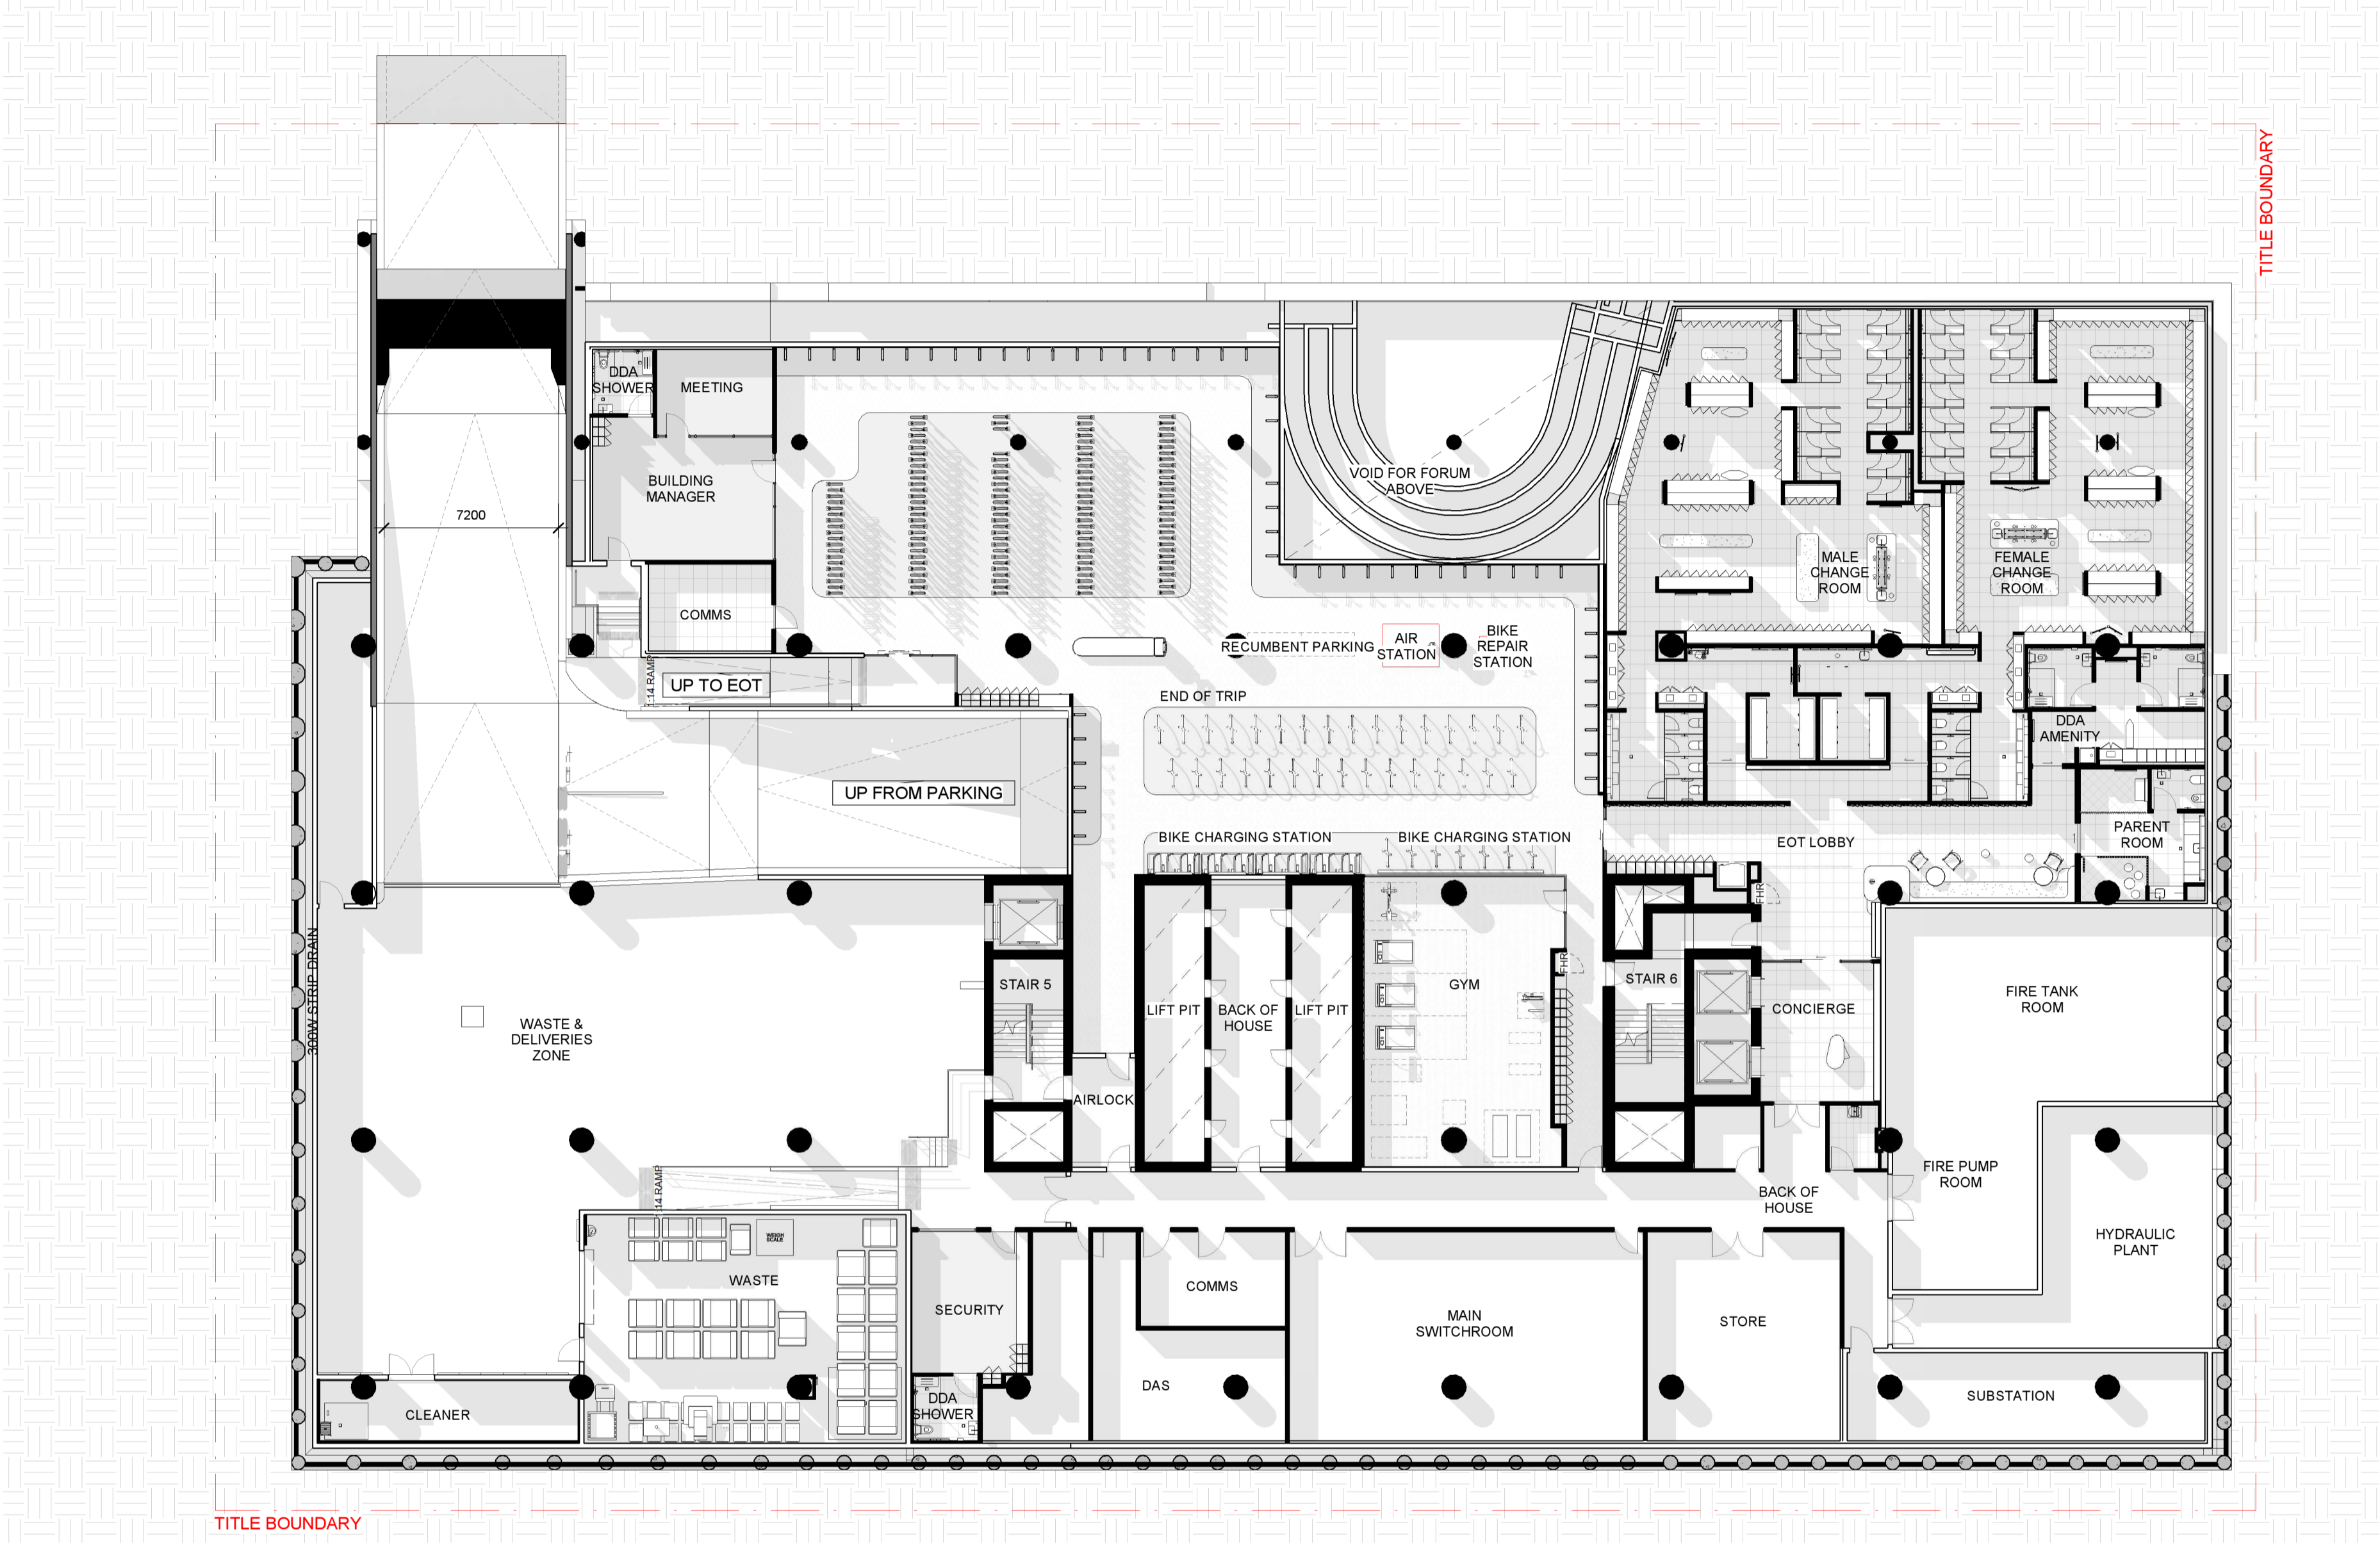 TITLE BOUNDARY
DDA
SHOWER
MEETING
BUILDING
MANAGER
VOID FOR FORUM
ABOVE
7200
MALE
CHANGE
ROOM
FEMALE
CHANGE
ROOM
COMMS
RECUMBENT PARKING
AIR
STATION
BIKE
REPAIR
STATION
1:14 RAMP
UP TO EOT
END OF TRIP
DDA
AMENITY
UP FROM PARKING
BIKE CHARGING STATION
BIKE CHARGING STATION
EOT LOBBY
PARENT
ROOM
FHR
300W STRIP DRAIN
WASTE &
DELIVERIES
ZONE
STAIR 5
LIFT PIT
BACK OF
HOUSE
LIFT PIT
GYM
FHR
STAIR 6
CONCIERGE
FIRE TANK
ROOM
AIRLOCK
1:14 RAMP
FIRE PUMP
ROOM
BACK OF
HOUSE
HYDRAULIC
PLANT
WEIGH
SCALE
WASTE
SECURITY
COMMS
MAIN
SWITCHROOM
STORE
CLEANER
DDA
SHOWER
DAS
SUBSTATION
TITLE BOUNDARY